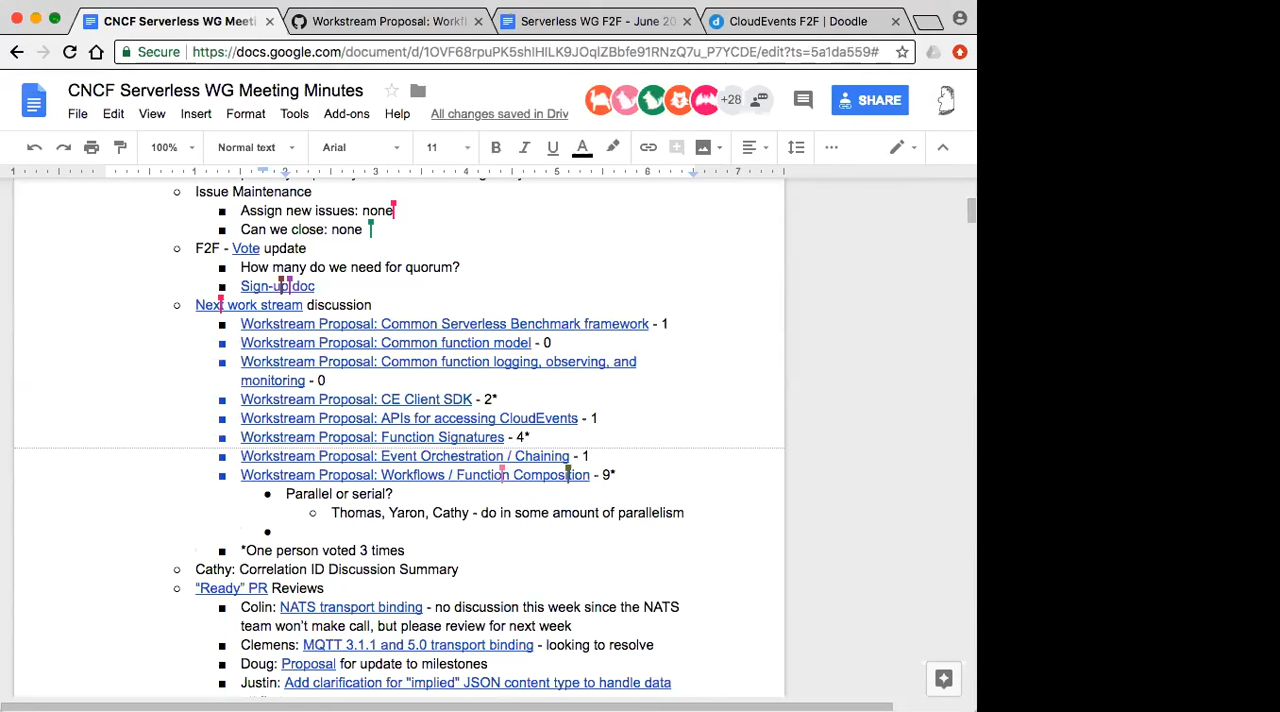 CNCF Serverless WG Meeti
Workstream Proposal: Workfl
Serverless WG F2F - June 20
CloudEvents F2F | Doodle
Secure | https://docs.google.com/document/d/1OVF68rpuPK5shIHILK9JOqlZBbfe91RNzQ7u_P7YCDE/edit?ts=5a1da559#
CNCF Serverless WG Meeting Minutes
+28
SHARE
File Edit View Insert Format Tools Add-ons Help All changes saved in Driv
100% Normal text Arial 11 B I U A
1 1 2 3 4 5 6 7
Issue Maintenance
Assign new issues: none
Can we close: none
F2F - Vote update
How many do we need for quorum?
Sign-up doc
Next work stream discussion
Workstream Proposal: Common Serverless Benchmark framework - 1
Workstream Proposal: Common function model - 0
Workstream Proposal: Common function logging, observing, and
monitoring - 0
Workstream Proposal: CE Client SDK - 2*
Workstream Proposal: APIs for accessing CloudEvents - 1
Workstream Proposal: Function Signatures - 4*
Workstream Proposal: Event Orchestration / Chaining - 1
Workstream Proposal: Workflows / Function Composition - 9*
Parallel or serial?
Thomas, Yaron, Cathy - do in some amount of parallelism
*One person voted 3 times
Cathy: Correlation ID Discussion Summary
"Ready" PR Reviews
Colin: NATS transport binding - no discussion this week since the NATS
team won't make call, but please review for next week
Clemens: MQTT 3.1.1 and 5.0 transport binding - looking to resolve
Doug: Proposal for update to milestones
Justin: Add clarification for "implied" JSON content type to handle data